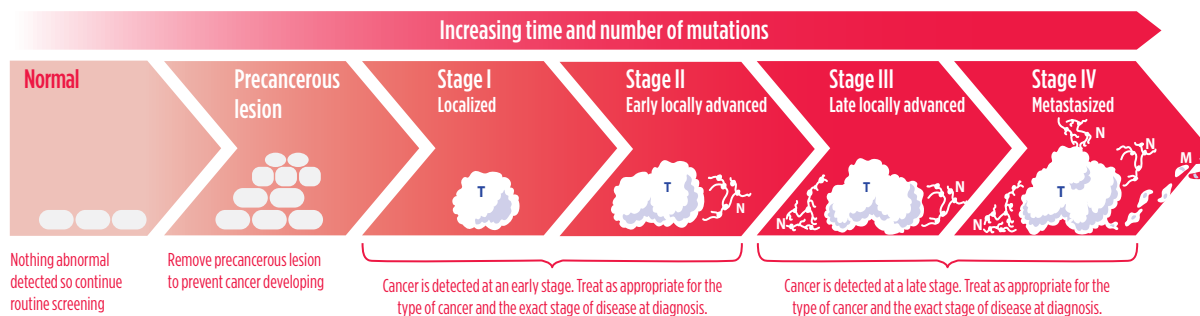 Increasing time and number of mutations
Normal
Precancerous
lesion
Stage I
Localized
Stage II
Early locally advanced
Stage III
Late locally advanced
Stage IV
Metastasized
T
T
N
N
T
N
N
N
T
N
M
Nothing abnormal
detected so continue
routine screening
Remove precancerous lesion
to prevent cancer developing
Cancer is detected at an early stage. Treat as appropriate for the
type of cancer and the exact stage of disease at diagnosis.
Cancer is detected at a late stage. Treat as appropriate for the
type of cancer and the exact stage of disease at diagnosis.